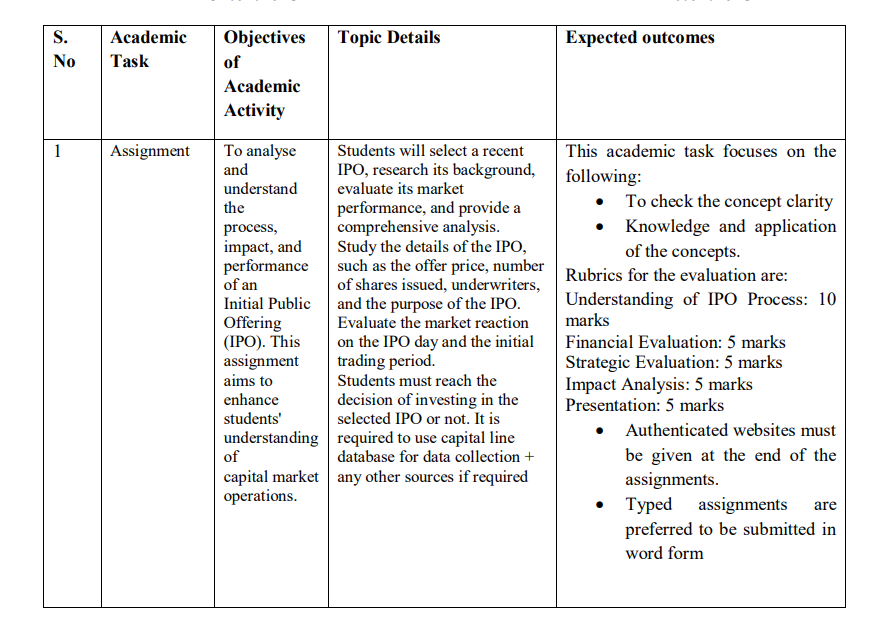 S. No
Academic Task
Objectives of Academic Activity
Topic Details
Expected outcomes
1
Assignment
To analyse
and
understand
the
process,
impact, and
performance
of an
Initial Public
Offering
(IPO). This
assignment
aims to
enhance
students'
understanding
of
capital market
operations.
Students will select a recent
IPO, research its background,
evaluate its market
performance, and provide a
comprehensive analysis.
Study the details of the IPO,
such as the offer price, number
of shares issued, underwriters,
and the purpose of the IPO.
Evaluate the market reaction
on the IPO day and the initial
trading period.
Students must reach the
decision of investing in the
selected IPO or not. It is
required to use capital line
database for data collection +
any other sources if required
This academic task focuses on the
following:
• To check the concept clarity
• Knowledge and application
of the concepts.
Rubrics for the evaluation are:
Understanding of IPO Process: 10
marks
Financial Evaluation: 5 marks
Strategic Evaluation: 5 marks
Impact Analysis: 5 marks
Presentation: 5 marks
• Authenticated websites must
be given at the end of the
assignments.
• Typed assignments are
preferred to be submitted in
word form